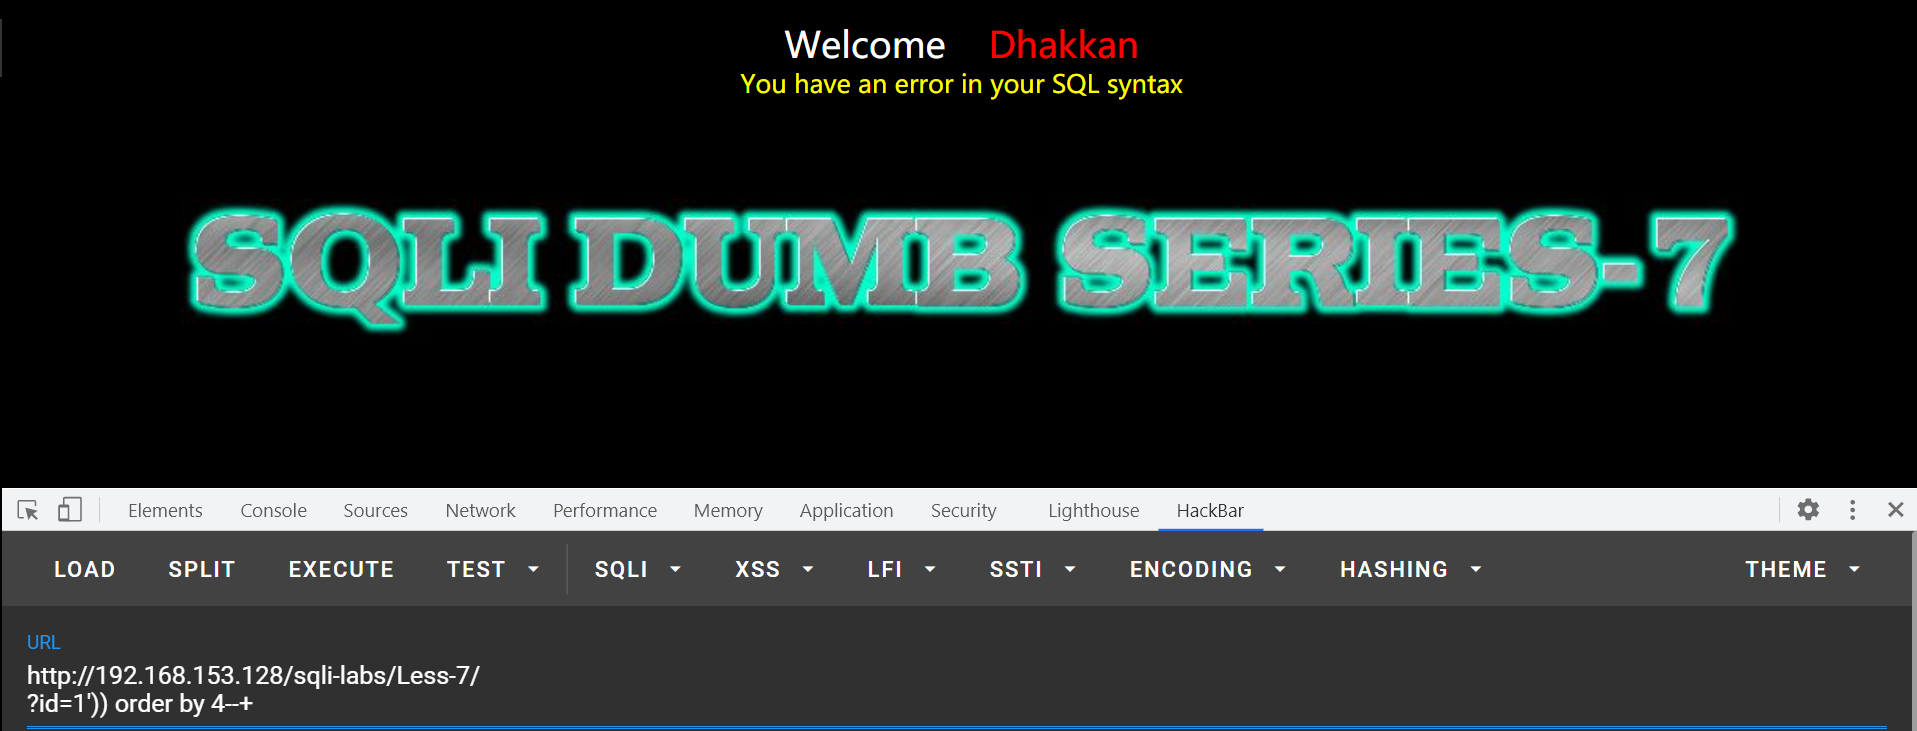 Welcome Dhakkan
You have an error in your SQL syntax
SQLI DUMB SERIES-7
Elements Console Sources Network Performance Memory Application Security Lighthouse HackBar
LOAD SPLIT EXECUTE TEST SQLI XSS LFI SSTI ENCODING HASHING THEME
URL
http://192.168.153.128/sqli-labs/Less-7/
?id=1')) order by 4--+